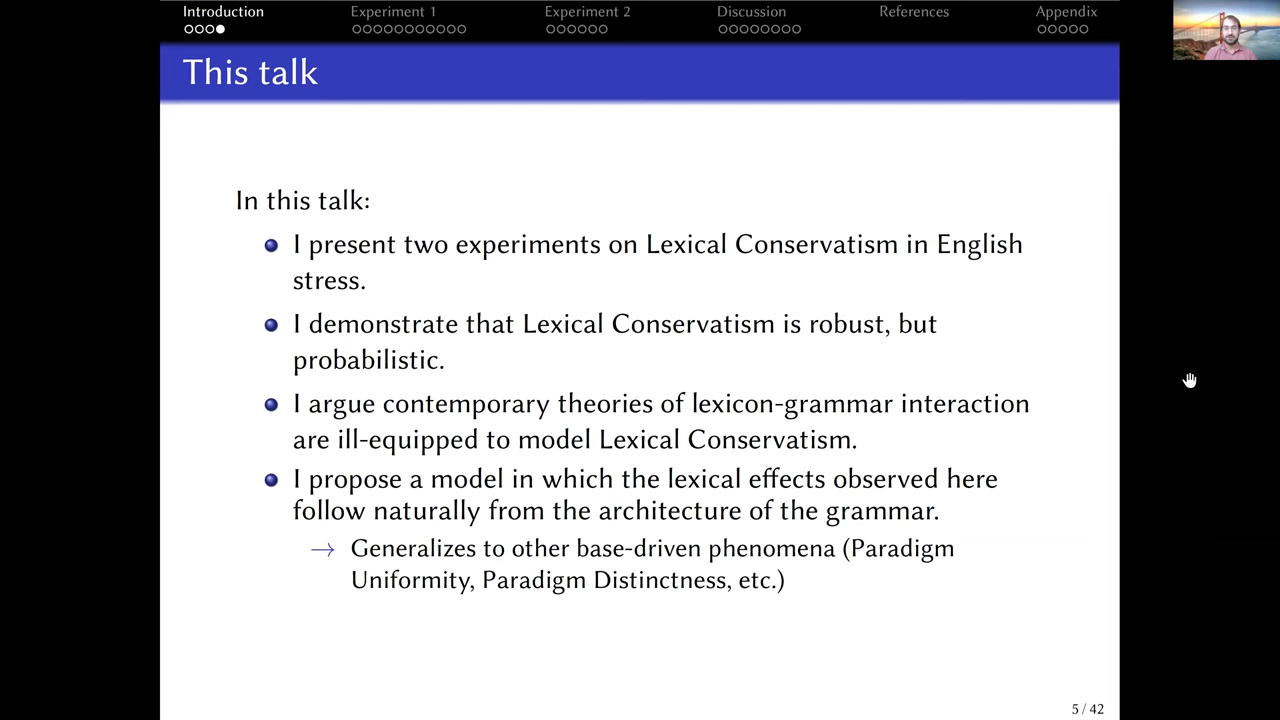 Introduction Experiment 1 Experiment 2 Discussion References Appendix
This talk
In this talk:
I present two experiments on Lexical Conservatism in English
stress.
I demonstrate that Lexical Conservatism is robust, but
probabilistic.
I argue contemporary theories of lexicon-grammar interaction
are ill-equipped to model Lexical Conservatism.
I propose a model in which the lexical effects observed here
follow naturally from the architecture of the grammar.
→ Generalizes to other base-driven phenomena (Paradigm
Uniformity, Paradigm Distinctness, etc.)
5 / 42